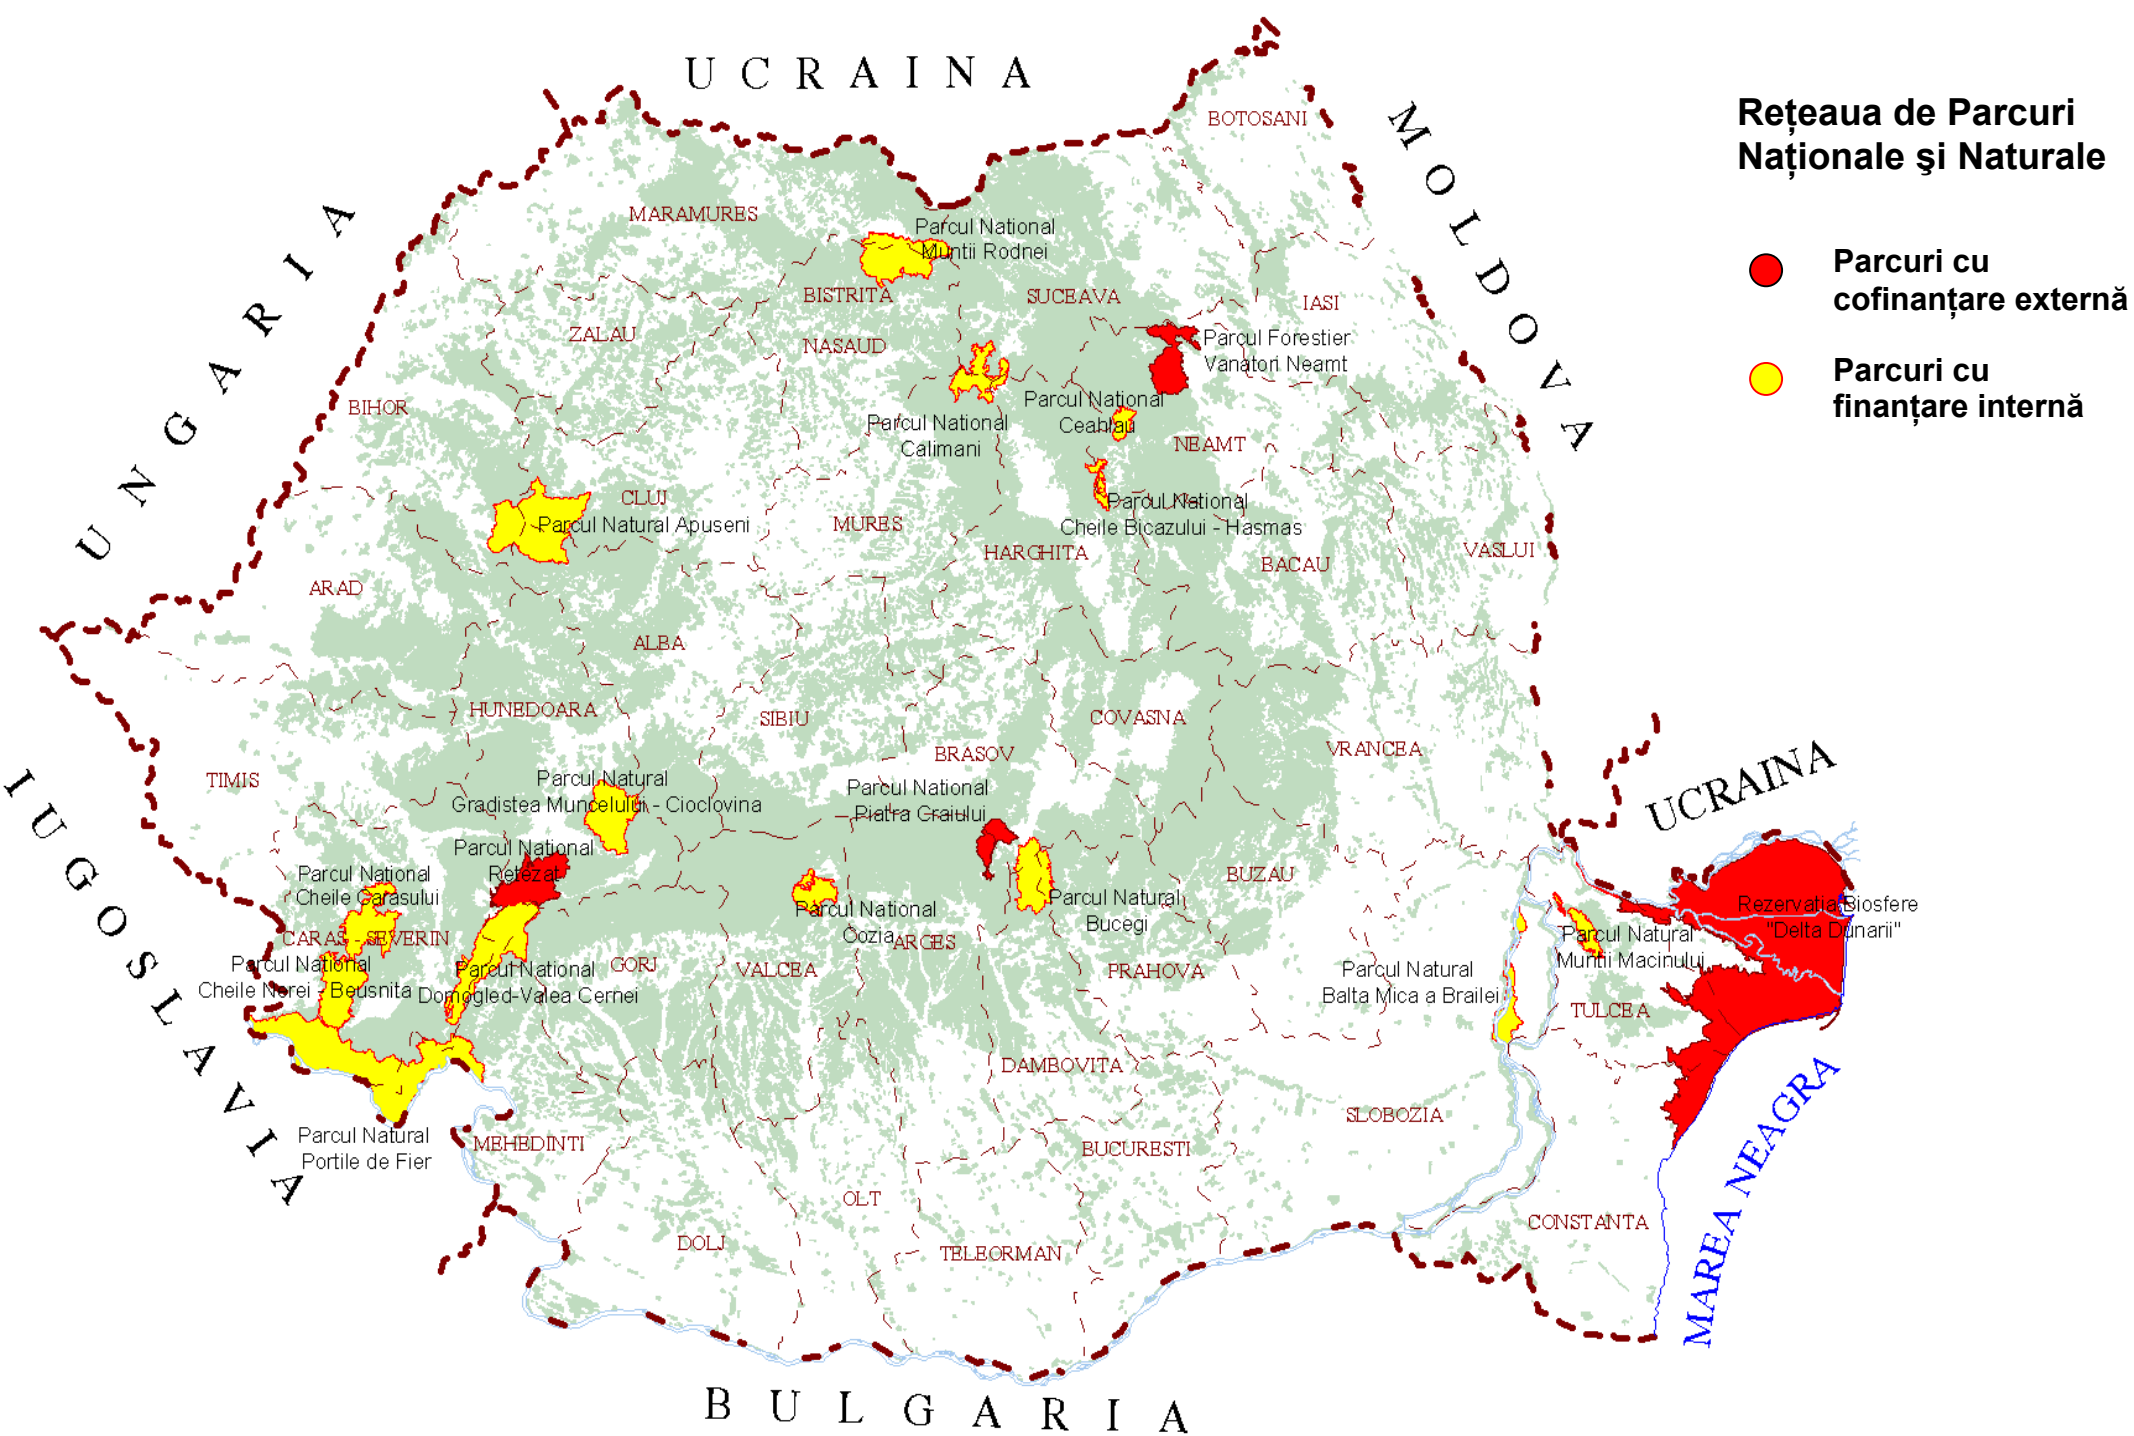 UCRAINA
MOLDOVA
UNGARIA
IUGOSLAVIA
BULGARIA
UCRAINA
MAREA NEAGRA
Rețeaua de Parcuri
Naționale şi Naturale
Parcuri cu
cofinanțare externă
Parcuri cu
finanțare internă
BOTOSANI
MARAMURES
Parcul National
Muntii Rodnei
BISTRITA
NASAUD
SUCEAVA
IASI
ZALAU
Parcul Forestier
Vanatori Neamt
BIHOR
Parcul National
Calimani
Parcul National
Ceahlau
NEAMT
CLUJ
Parcul Natural Apuseni
MURES
Parcul National
Cheile Bicazului - Hasmas
HARGHITA
BACAU
VASLUI
ARAD
ALBA
HUNEDOARA
SIBIU
COVASNA
BRASOV
VRANCEA
TIMIS
Parcul Natural
Gradistea Muncelului - Cioclovina
Parcul National
Piatra Craiului
Parcul National
Retezat
Parcul National
Cheile Carasului
BUZAU
Parcul National
Cozia
ARGES
Parcul Natural
Bucegi
Rezervatia Biosfere
"Delta Dunarii"
Parcul Natural
Muntii Macinului
CARAS - SEVERIN
Parcul National
Cheile Nerei - Beusnita
Parcul National
Domogled-Valea Cernei
GORJ
VALCEA
PRAHOVA
Parcul Natural
Balta Mica a Brailei
TULCEA
DAMBOVITA
SLOBOZIA
Parcul Natural
Portile de Fier
MEHEDINTI
BUCURESTI
OLT
DOLJ
TELEORMAN
CONSTANTA